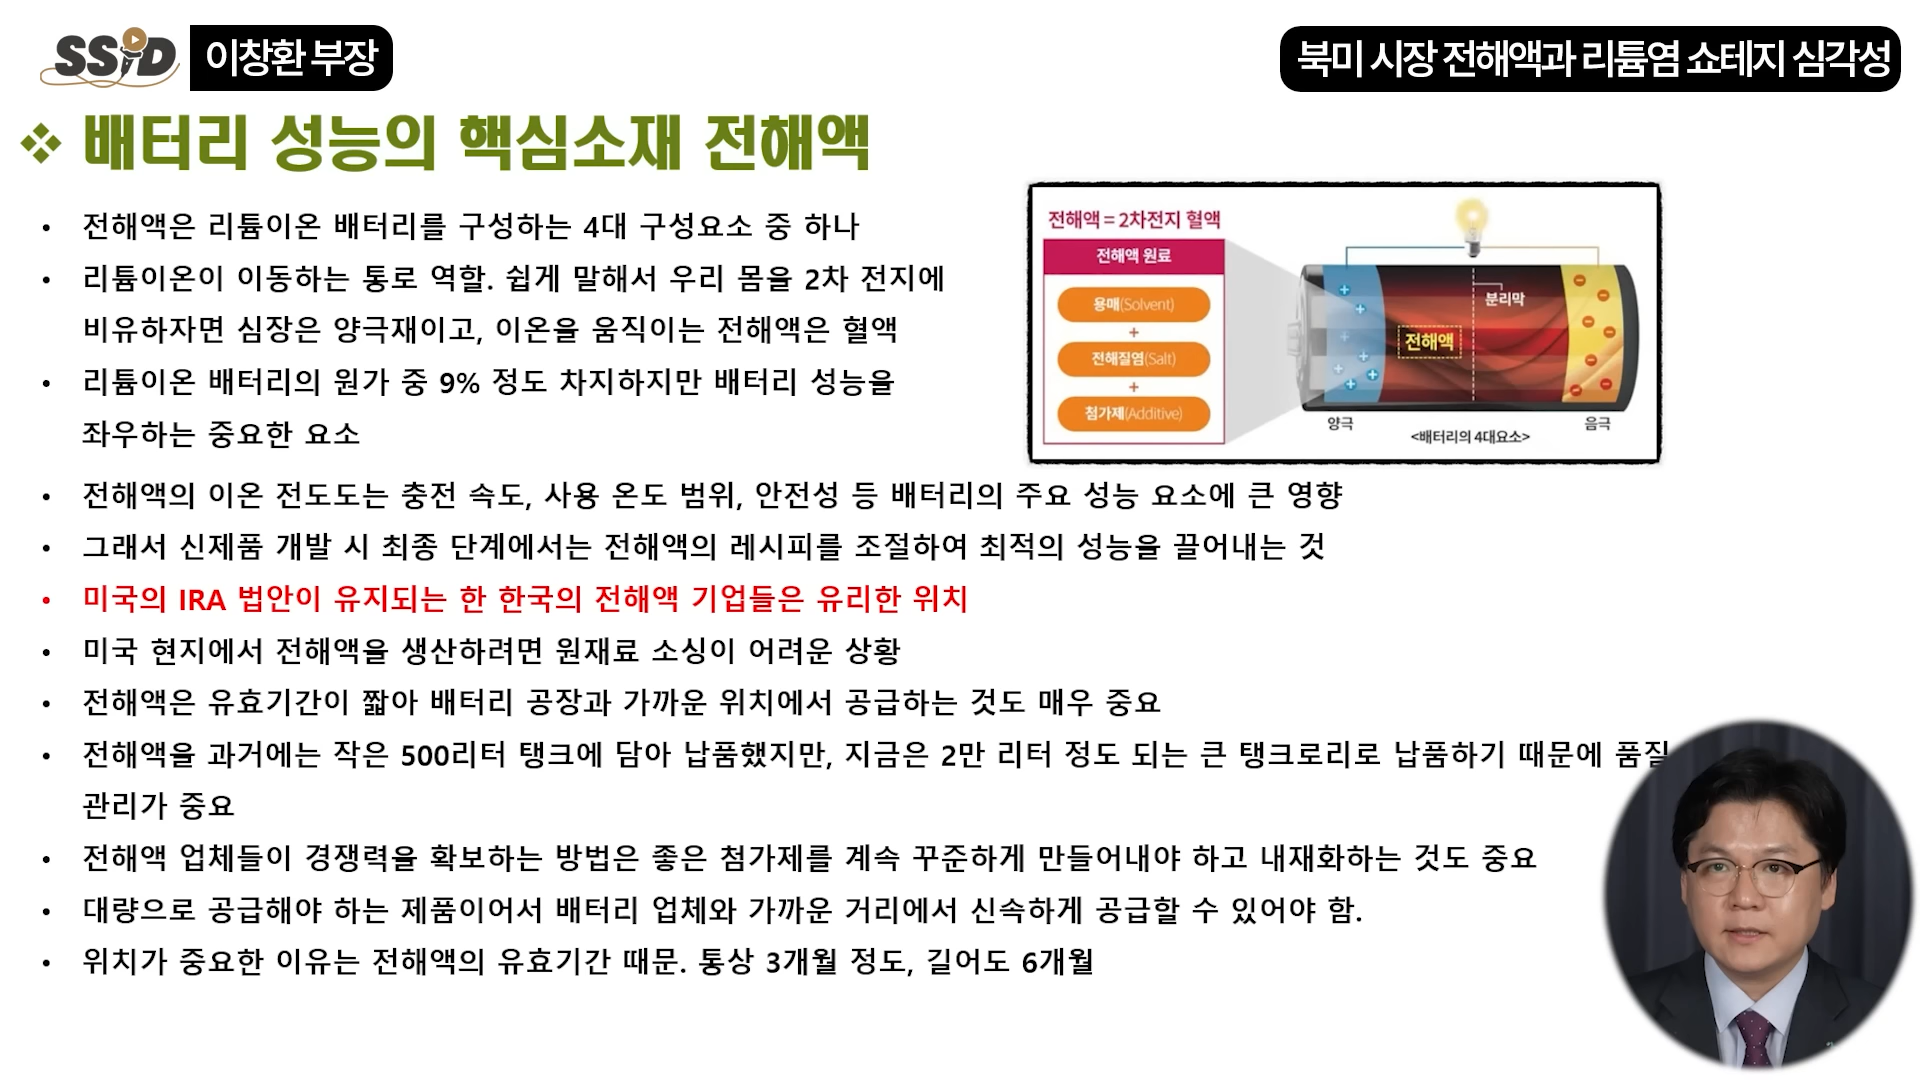 SSiD
이창환 부장
북미 시장 전해액과 리튬염 쇼테지 심각성
❖ 배터리 성능의 핵심소재 전해액
• 전해액은 리튬이온 배터리를 구성하는 4대 구성요소 중 하나
• 리튬이온이 이동하는 통로 역할. 쉽게 말해서 우리 몸을 2차 전지에
비유하자면 심장은 양극재이고, 이온을 움직이는 전해액은 혈액
• 리튬이온 배터리의 원가 중 9% 정도 차지하지만 배터리 성능을
좌우하는 중요한 요소
전해액 = 2차전지 혈액
전해액 원료
용매(Solvent)
+
전해질염(Salt)
+
첨가제(Additive)
분리막
전해액
양극
음극
<배터리의 4대요소>
• 전해액의 이온 전도도는 충전 속도, 사용 온도 범위, 안전성 등 배터리의 주요 성능 요소에 큰 영향
• 그래서 신제품 개발 시 최종 단계에서는 전해액의 레시피를 조절하여 최적의 성능을 끌어내는 것
• 미국의 IRA 법안이 유지되는 한 한국의 전해액 기업들은 유리한 위치
• 미국 현지에서 전해액을 생산하려면 원재료 소싱이 어려운 상황
• 전해액은 유효기간이 짧아 배터리 공장과 가까운 위치에서 공급하는 것도 매우 중요
• 전해액을 과거에는 작은 500리터 탱크에 담아 납품했지만, 지금은 2만 리터 정도 되는 큰 탱크로리로 납품하기 때문에 품질
관리가 중요
• 전해액 업체들이 경쟁력을 확보하는 방법은 좋은 첨가제를 계속 꾸준하게 만들어내야 하고 내재화하는 것도 중요
• 대량으로 공급해야 하는 제품이어서 배터리 업체와 가까운 거리에서 신속하게 공급할 수 있어야 함.
• 위치가 중요한 이유는 전해액의 유효기간 때문. 통상 3개월 정도, 길어도 6개월